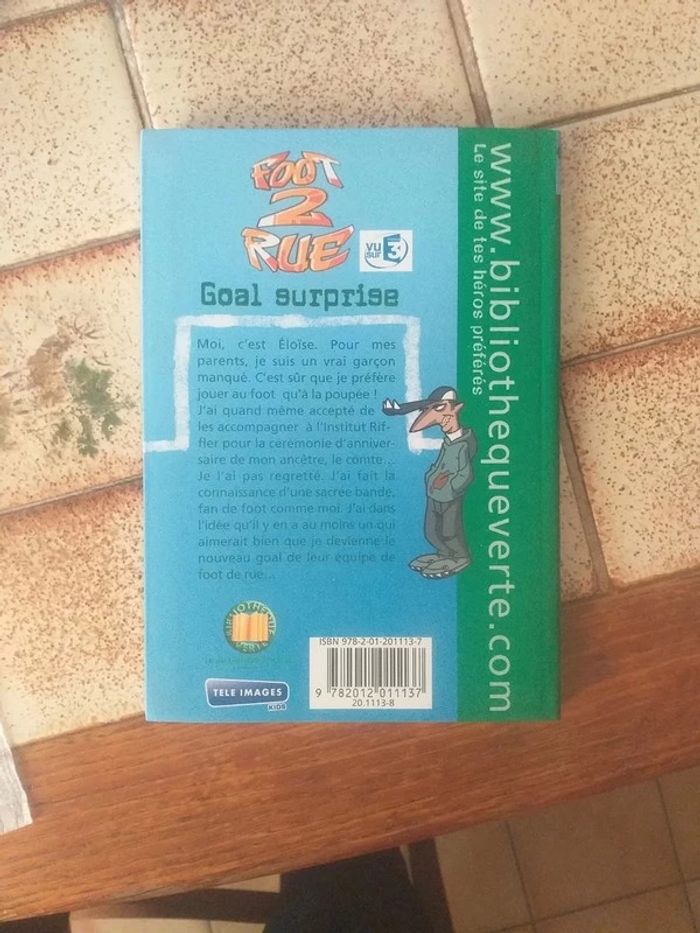 FOOT
2
RUE
vu
sur
3
Goal surprise
Moi, c'est Éloïse. Pour mes
parents, je suis un vrai garçon
manqué. C'est sûr que je préfère
jouer au foot qu'à la poupée !
J'ai quand même accepté de
les accompagner à l'Institut Rif-
fler pour la cérémonie d'anniver-
saire de mon ancêtre, le comte...
Je l'ai pas regretté. J'ai fait la
connaissance d'une sacrée bande,
fan de foot comme moi. J'ai dans
l'idée qu'il y en a au moins un qui
aimerait bien que je devienne le
nouveau goal de leur équipe de
foot de rue...
BIBLIOTHÈQUE
VERTE
TELE IMAGES
KIDS
ISBN 978-2-01-201113-7
9 782012 011137
20.1113-8
www.bibliothequeverte.com
Le site de tes héros préférés